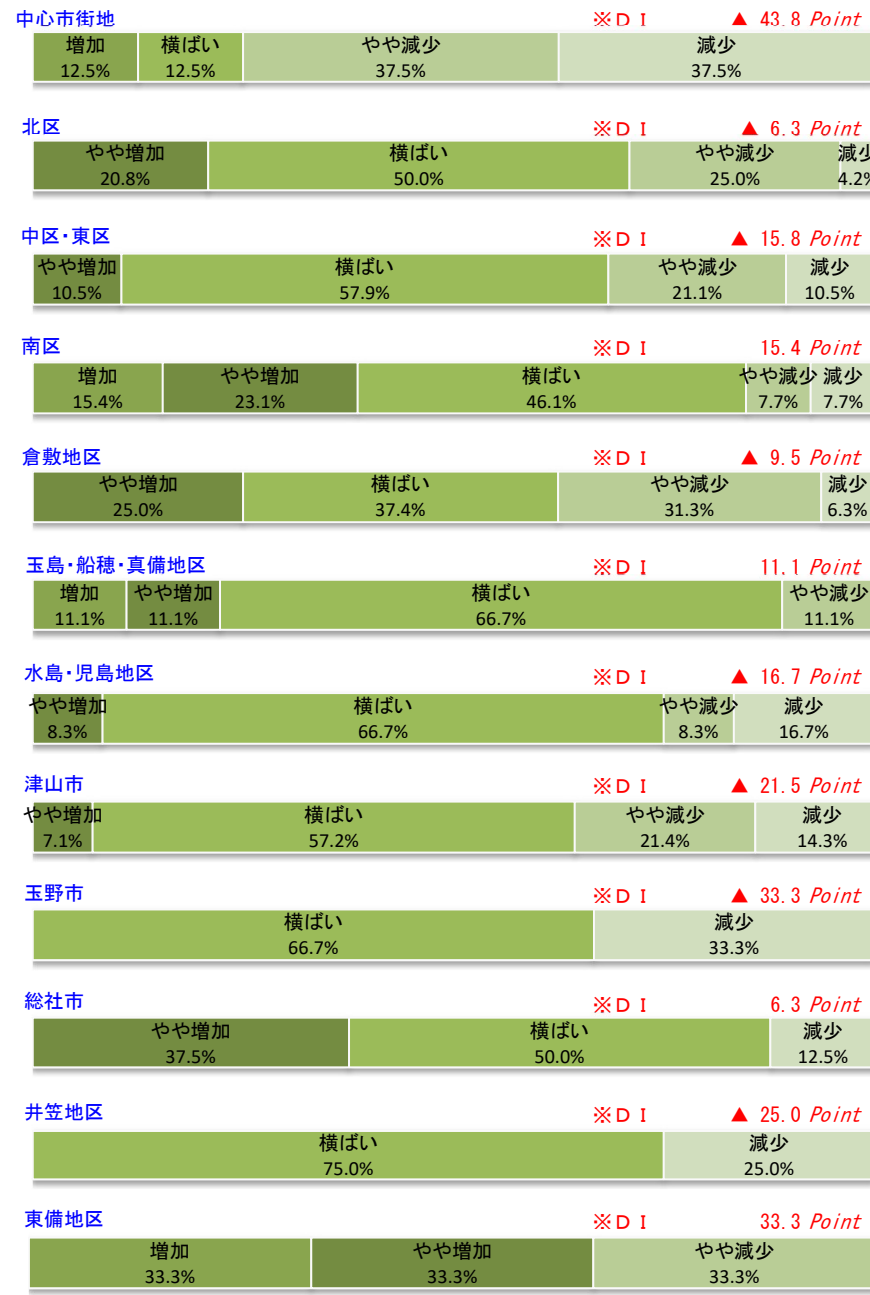 中心市街地 ※ＤＩ ▲ 43.8 Point
増加 横ばい やや減少 減少
12.5% 12.5% 37.5% 37.5%
北区 ※ＤＩ ▲ 6.3 Point
やや増加 横ばい やや減少 減少
20.8% 50.0% 25.0% 4.2%
中区・東区 ※ＤＩ ▲ 15.8 Point
やや増加 横ばい やや減少 減少
10.5% 57.9% 21.1% 10.5%
南区 ※ＤＩ 15.4 Point
増加 やや増加 横ばい やや減少 減少
15.4% 23.1% 46.1% 7.7% 7.7%
倉敷地区 ※ＤＩ ▲ 9.5 Point
やや増加 横ばい やや減少 減少
25.0% 37.4% 31.3% 6.3%
玉島・船穂・真備地区 ※ＤＩ 11.1 Point
増加 やや増加 横ばい やや減少
11.1% 11.1% 66.7% 11.1%
水島・児島地区 ※ＤＩ ▲ 16.7 Point
やや増加 横ばい やや減少 減少
8.3% 66.7% 8.3% 16.7%
津山市 ※ＤＩ ▲ 21.5 Point
やや増加 横ばい やや減少 減少
7.1% 57.2% 21.4% 14.3%
玉野市 ※ＤＩ ▲ 33.3 Point
横ばい 減少
66.7% 33.3%
総社市 ※ＤＩ 6.3 Point
やや増加 横ばい 減少
37.5% 50.0% 12.5%
井笠地区 ※ＤＩ ▲ 25.0 Point
横ばい 減少
75.0% 25.0%
東備地区 ※ＤＩ 33.3 Point
増加 やや増加 やや減少
33.3% 33.3% 33.3%